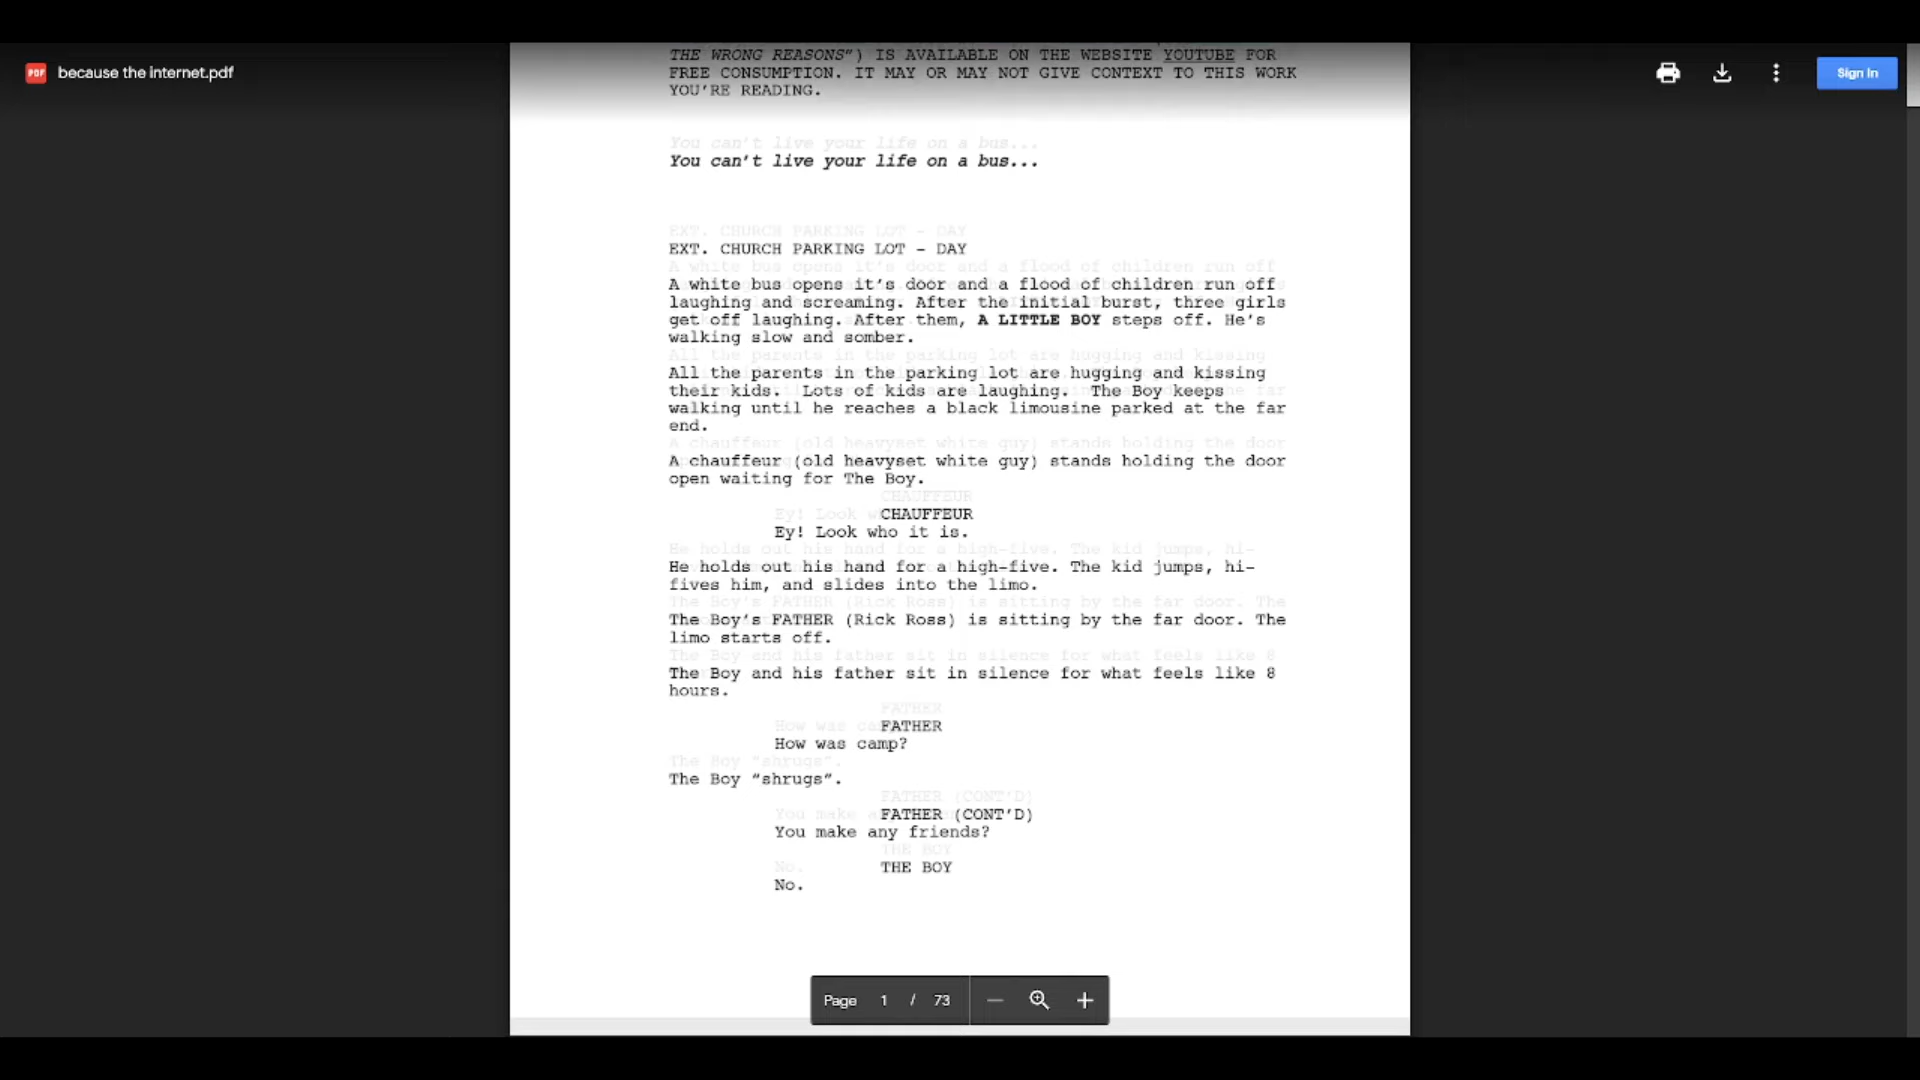 because the internet.pdf
Sign In
THE WRONG REASONS”) IS AVAILABLE ON THE WEBSITE YOUTUBE FOR
FREE CONSUMPTION. IT MAY OR MAY NOT GIVE CONTEXT TO THIS WORK
YOU’RE READING.
You can’t live your life on a bus...
EXT. CHURCH PARKING LOT - DAY
A white bus opens it’s door and a flood of children run off
laughing and screaming. After the initial burst, three girls
get off laughing. After them, A LITTLE BOY steps off. He’s
walking slow and somber.
All the parents in the parking lot are hugging and kissing
their kids.  Lots of kids are laughing.  The Boy keeps
walking until he reaches a black limousine parked at the far
end.
A chauffeur (old heavyset white guy) stands holding the door
open waiting for The Boy.
CHAUFFEUR
Ey! Look who it is.
He holds out his hand for a high-five. The kid jumps, hi-
fives him, and slides into the limo.
The Boy’s FATHER (Rick Ross) is sitting by the far door. The
limo starts off.
The Boy and his father sit in silence for what feels like 8
hours.
FATHER
How was camp?
The Boy “shrugs”.
FATHER (CONT’D)
You make any friends?
THE BOY
No.
Page 1 / 73